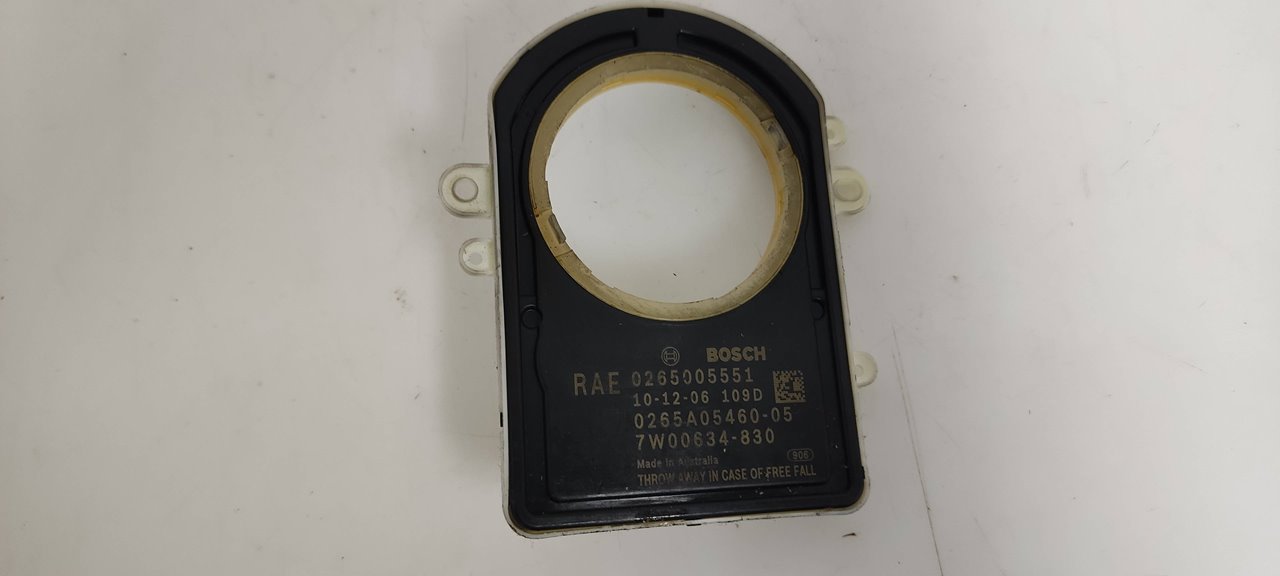 BOSCH
RAE 0265005551
10-12-06 109D
0265A05460-05
7W00634-830
Made in Australia 906
THROW AWAY IN CASE OF FREE FALL